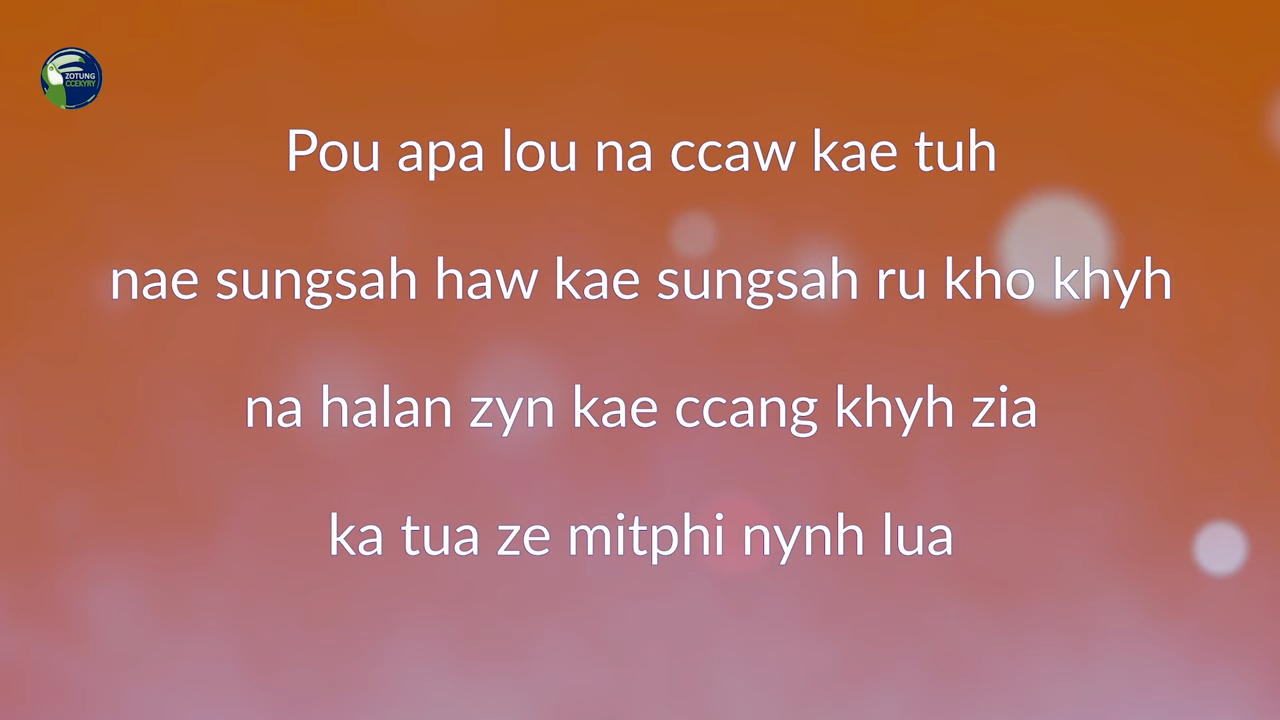 ZOTUNG
CCEKYRY
Pou apa lou na ccaw kae tuh
nae sungsah haw kae sungsah ru kho khyh
na halan zyn kae ccang khyh zia
ka tua ze mitphi nynh lua